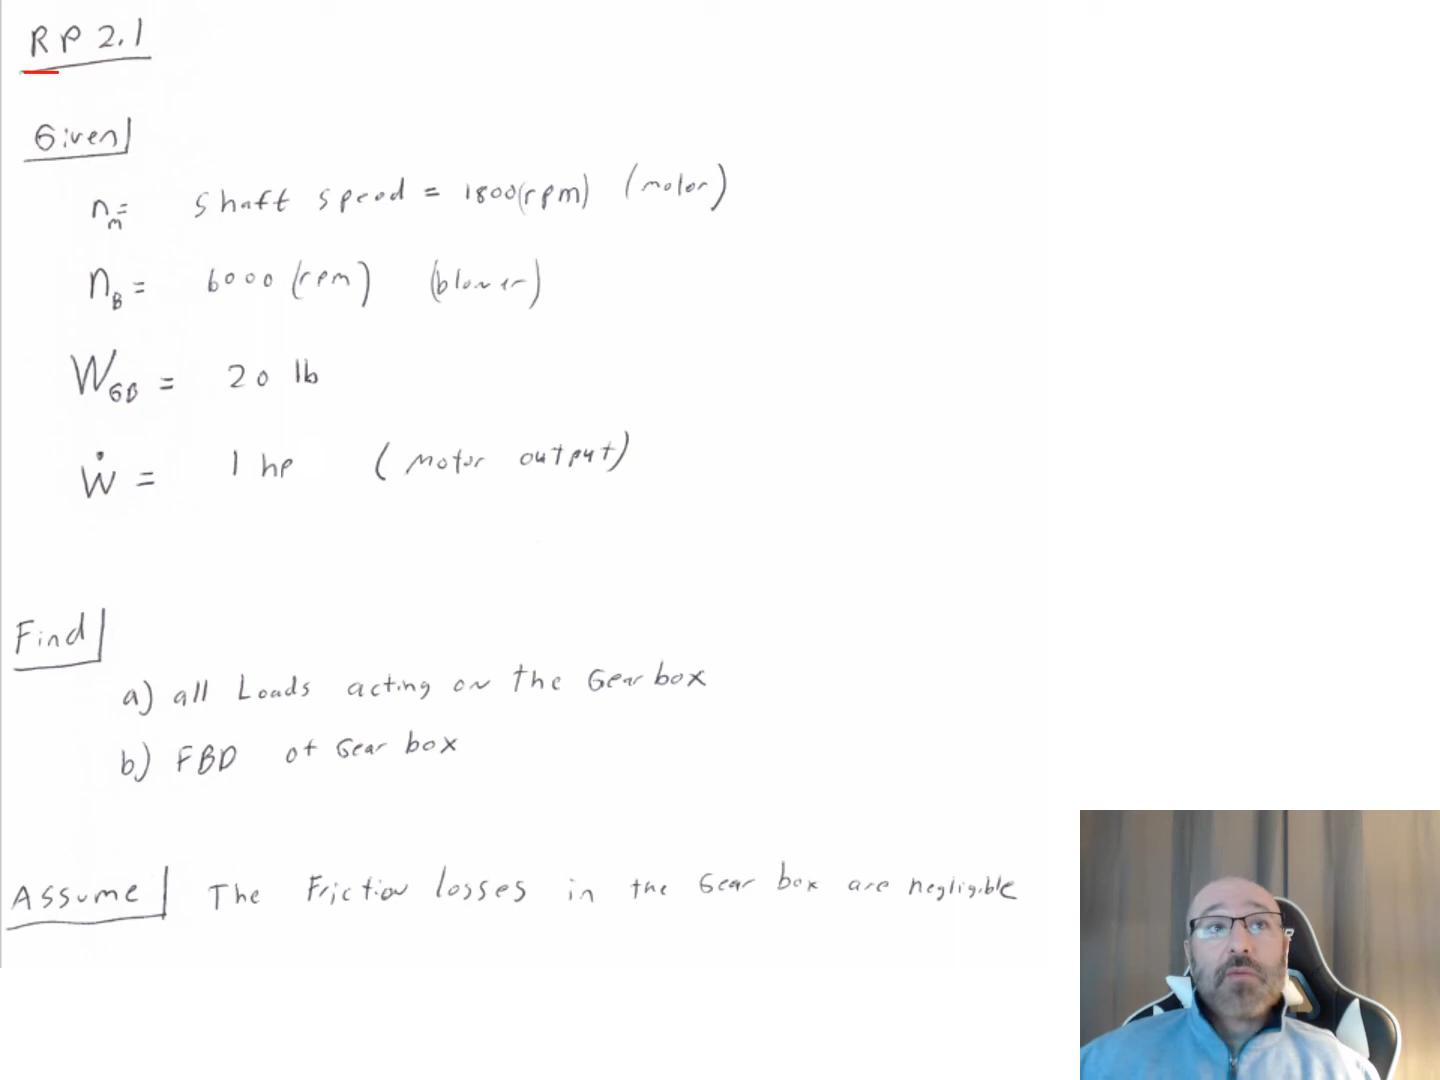 RP 2.1
Given
n_m = shaft speed = 1800 (rpm) (motor)
n_B = 6000 (rpm) (blower)
W_GB = 20 lb
Ẇ = 1 hp (motor output)
Find
a) all Loads acting on the Gear box
b) FBD of Gear box
Assume The Friction losses in the Gear box are negligible